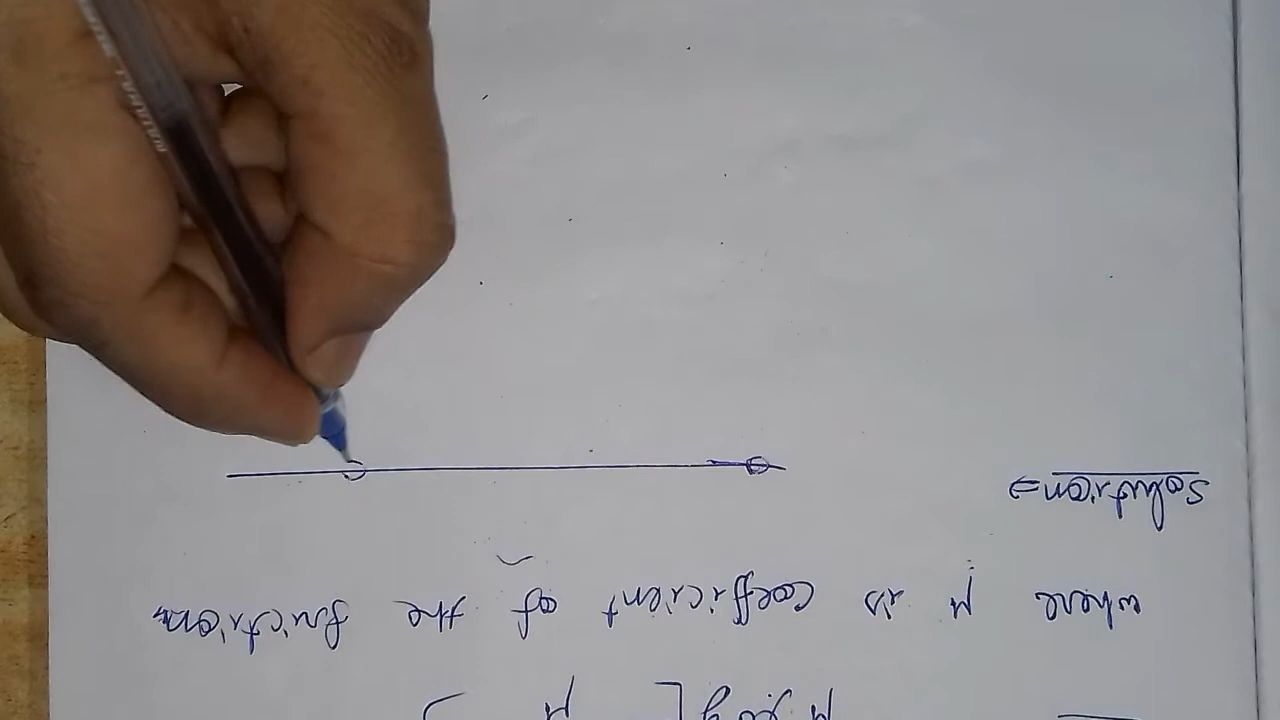 where μ is coefficient of the friction
Solution ⇒